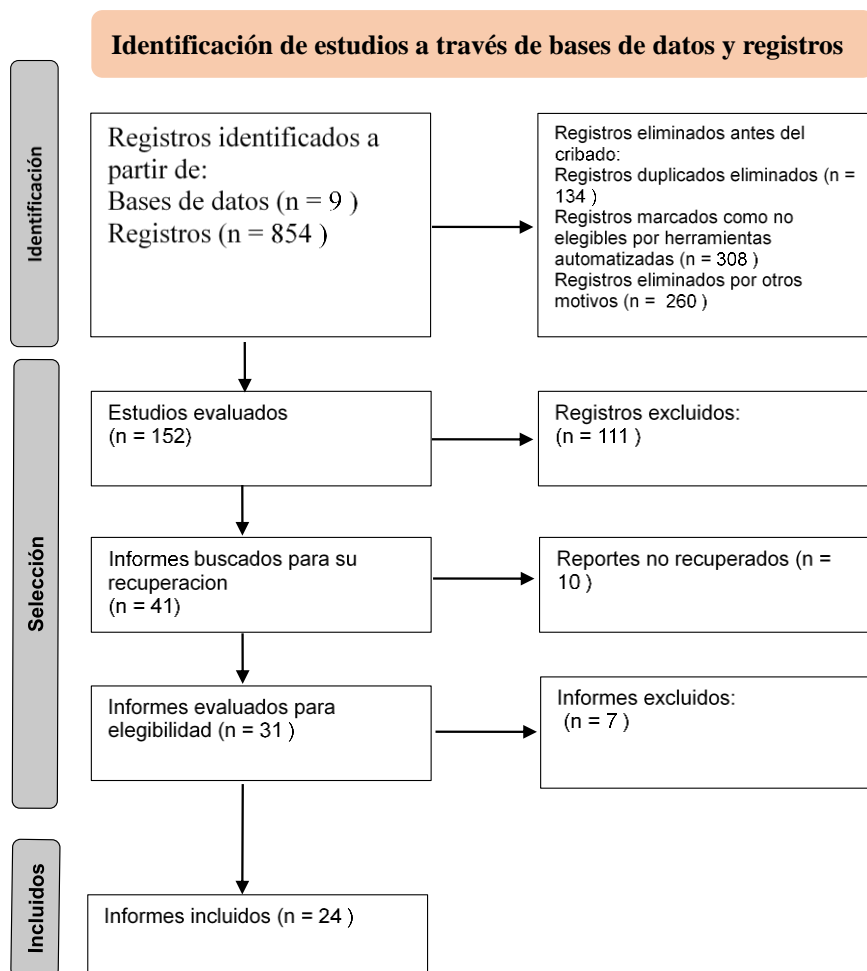 Identificación de estudios a través de bases de datos y registros
Identificación
Registros identificados a
partir de:
Bases de datos (n = 9 )
Registros (n = 854 )
Registros eliminados antes del
cribado:
Registros duplicados eliminados (n =
134 )
Registros marcados como no
elegibles por herramientas
automatizadas (n = 308)
Registros eliminados por otros
motivos (n = 260 )
Selección
Estudios evaluados
(n = 152)
Registros excluidos:
(n = 111 )
Informes buscados para su
recuperacion
(n = 41)
Reportes no recuperados (n =
10 )
Informes evaluados para
elegibilidad (n = 31 )
Informes excluidos:
(n = 7 )
Incluidos
Informes incluidos (n = 24 )